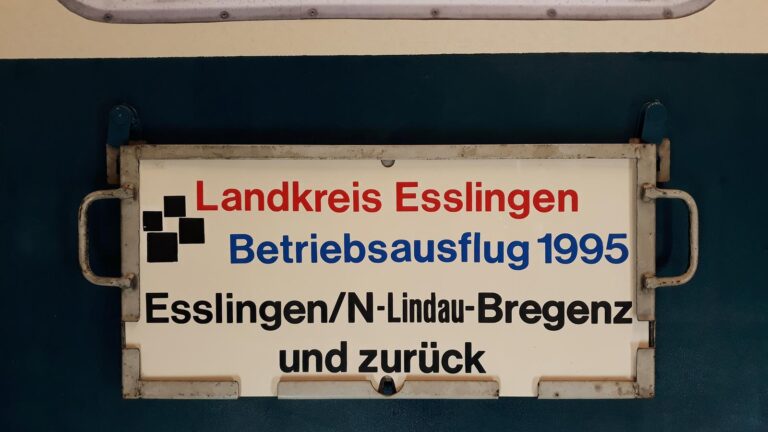 Landkreis Esslingen
Betriebsausflug 1995
Esslingen/N-Lindau-Bregenz
und zurück